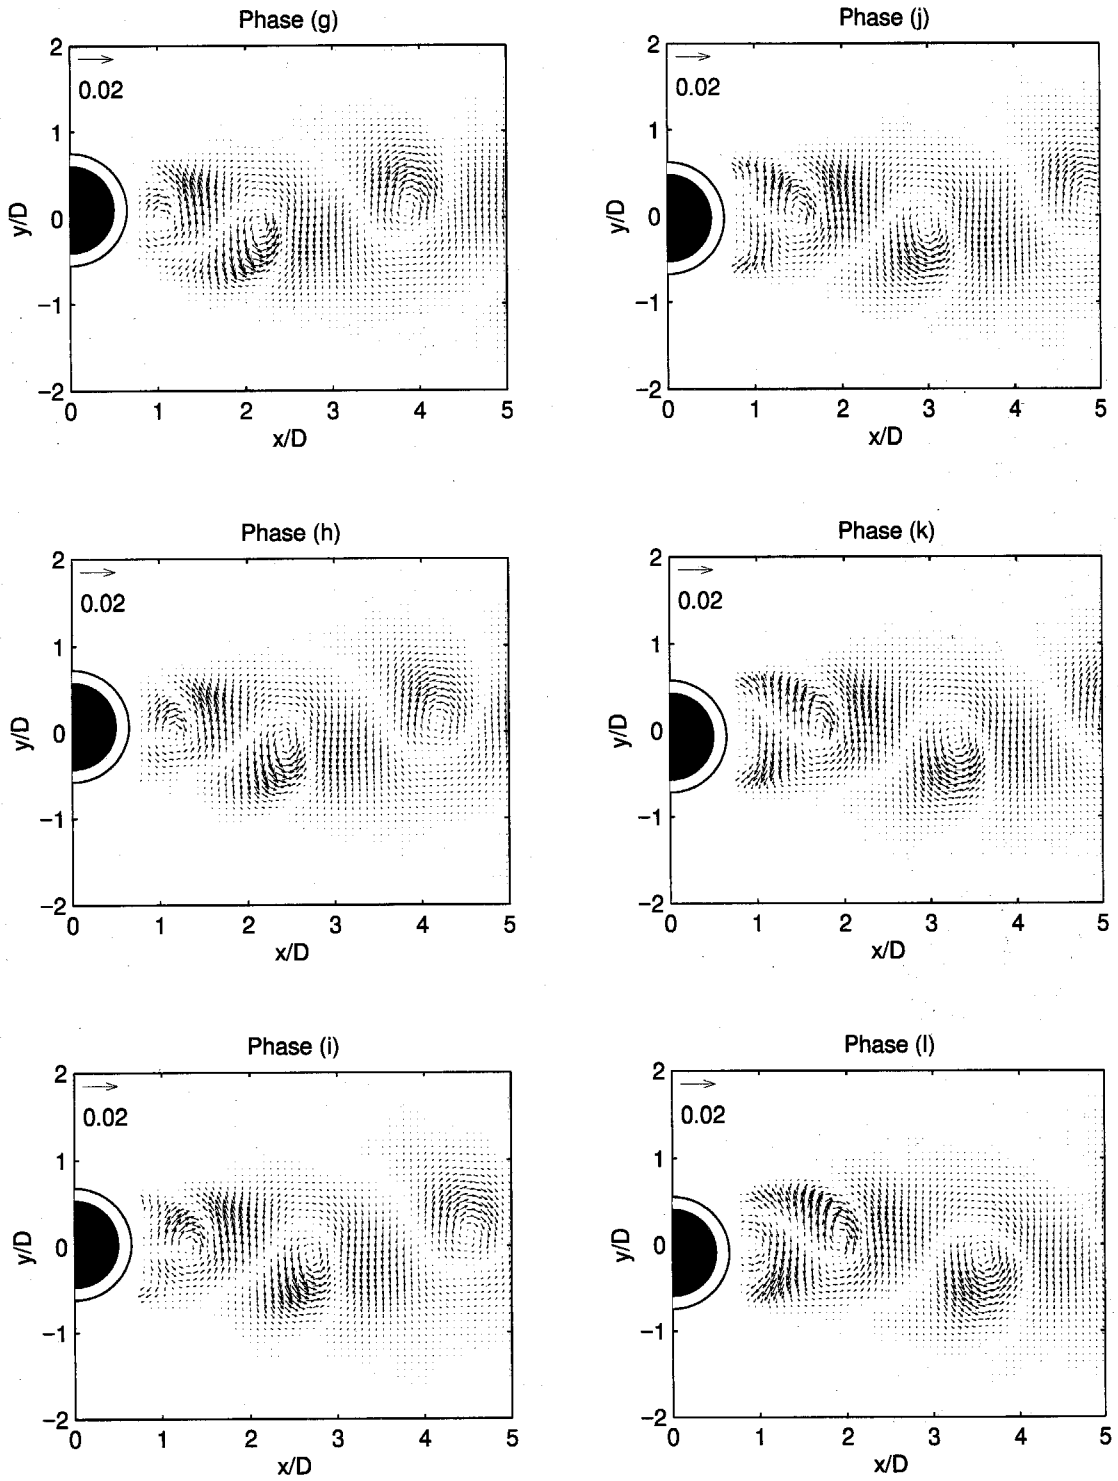 Phase (g)
2
1
0
−1
−2
0.02
y/D
0 1 2 3 4 5
x/D
Phase (j)
2
1
0
−1
−2
0.02
y/D
0 1 2 3 4 5
x/D
Phase (h)
2
1
0
−1
−2
0.02
y/D
0 1 2 3 4 5
x/D
Phase (k)
2
1
0
−1
−2
0.02
y/D
0 1 2 3 4 5
x/D
Phase (i)
2
1
0
−1
−2
0.02
y/D
0 1 2 3 4 5
x/D
Phase (l)
2
1
0
−1
−2
0.02
y/D
0 1 2 3 4 5
x/D